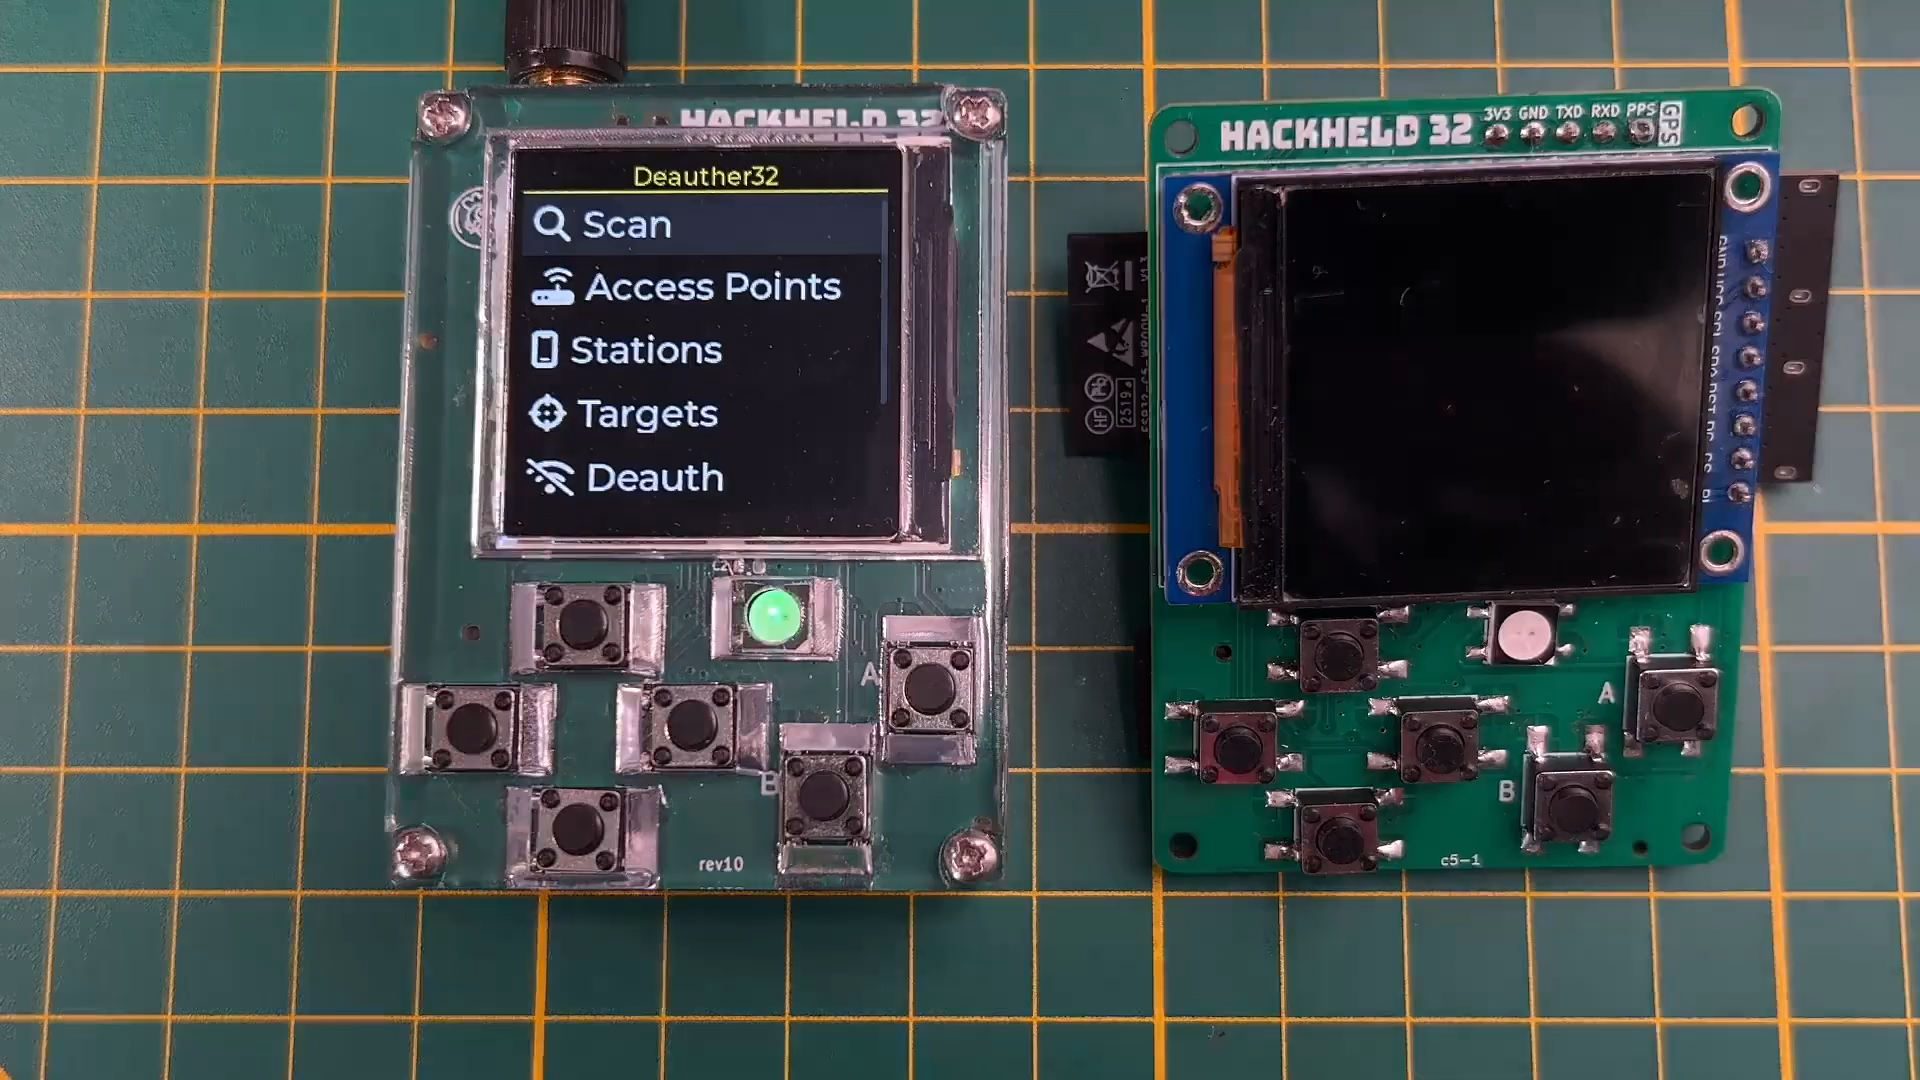 HACKHELD 32
Deauther32
Scan
Access Points
Stations
Targets
Deauth
A
B
rev10
HACKHELD 32
3V3 GND TXD RXD PPS
GPS
2519
A
B
c5-1